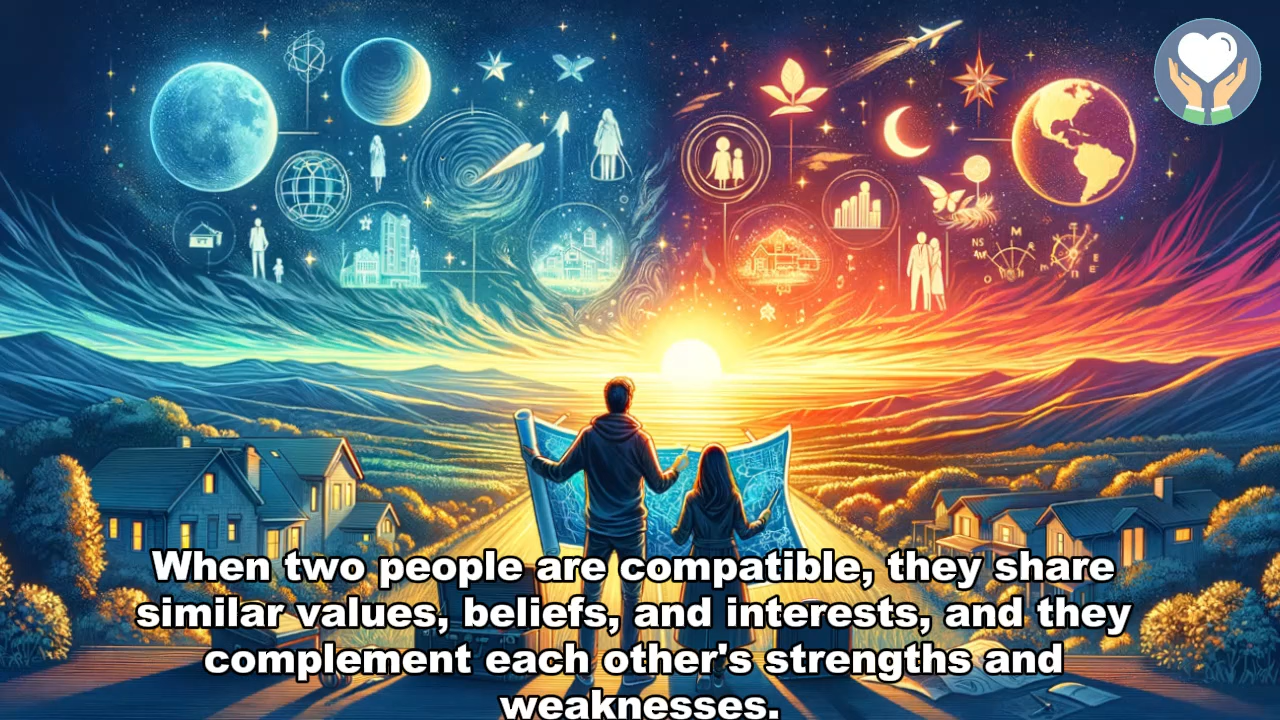 NS
M
When two people are compatible, they share
similar values, beliefs, and interests, and they
complement each other's strengths and
weaknesses.